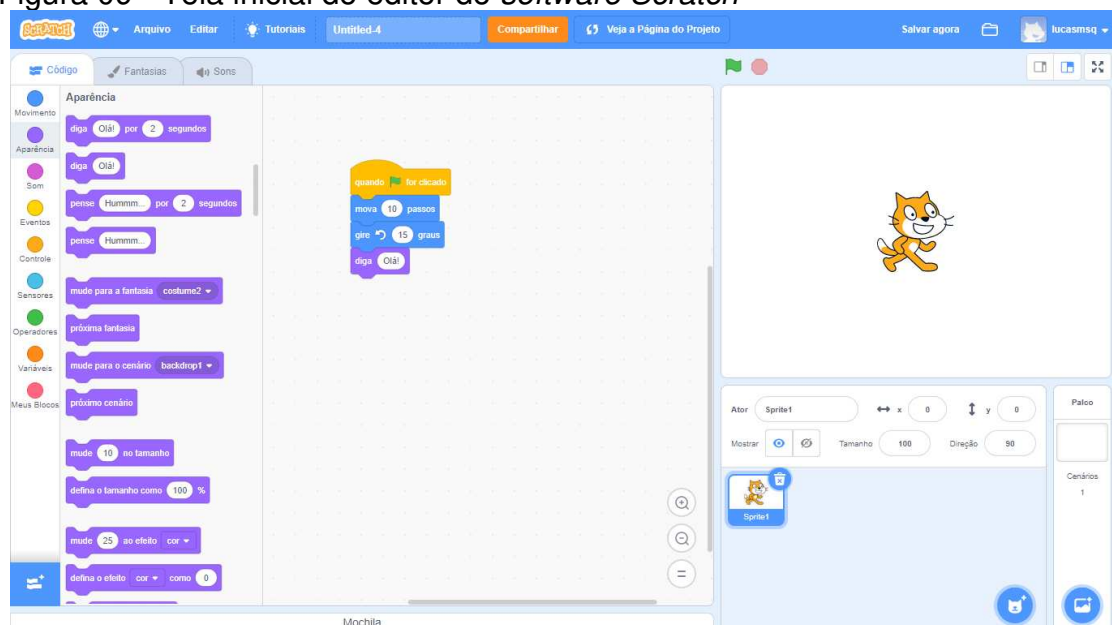 Tela inicial do editor do software Scratch
SCRATCH Arquivo Editar Tutoriais Untitled-4 Compartilhar Veja a Página do Projeto Salvar agora lucasmsq
Código Fantasias Sons
Movimento
Aparência
Som
Eventos
Controle
Sensores
Operadores
Variáveis
Meus Blocos
Aparência
diga Olá! por 2 segundos
diga Olá!
pense Hummm... por 2 segundos
pense Hummm...
mude para a fantasia costume2
próxima fantasia
mude para o cenário backdrop1
próximo cenário
mude 10 no tamanho
defina o tamanho como 100 %
mude 25 ao efeito cor
defina o efeito cor como 0
quando for clicado
mova 10 passos
gire 15 graus
diga Olá!
Mochila
Ator Sprite1 x 0 y 0
Mostrar Tamanho 100 Direção 90
Sprite1
Palco
Cenários
1